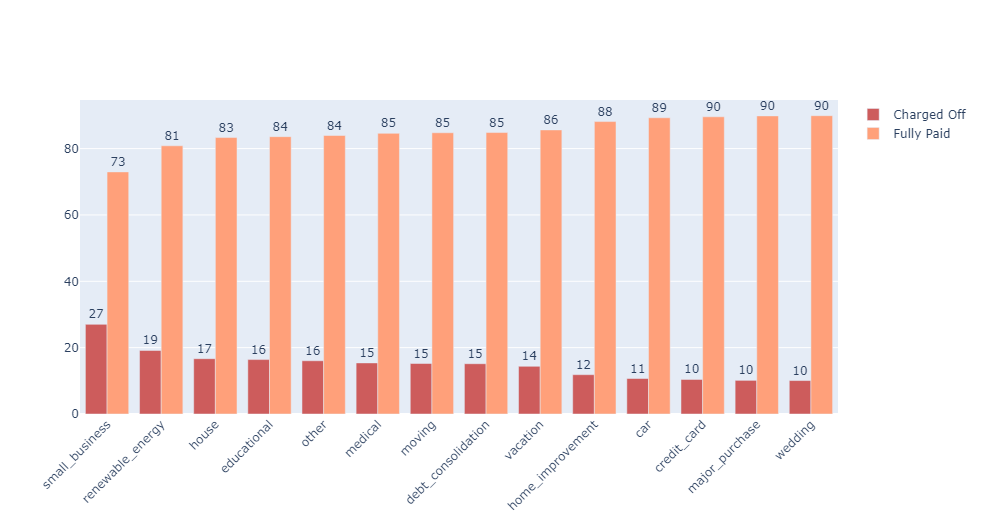 Charged Off
Fully Paid
80
60
40
20
0
27 73 19 81 17 83 16 84 16 84 15 85 15 85 15 85 14 86 12 88 11 89 10 90 10 90 10 90
small_business
renewable_energy
house
educational
other
medical
moving
debt_consolidation
vacation
home_improvement
car
credit_card
major_purchase
wedding